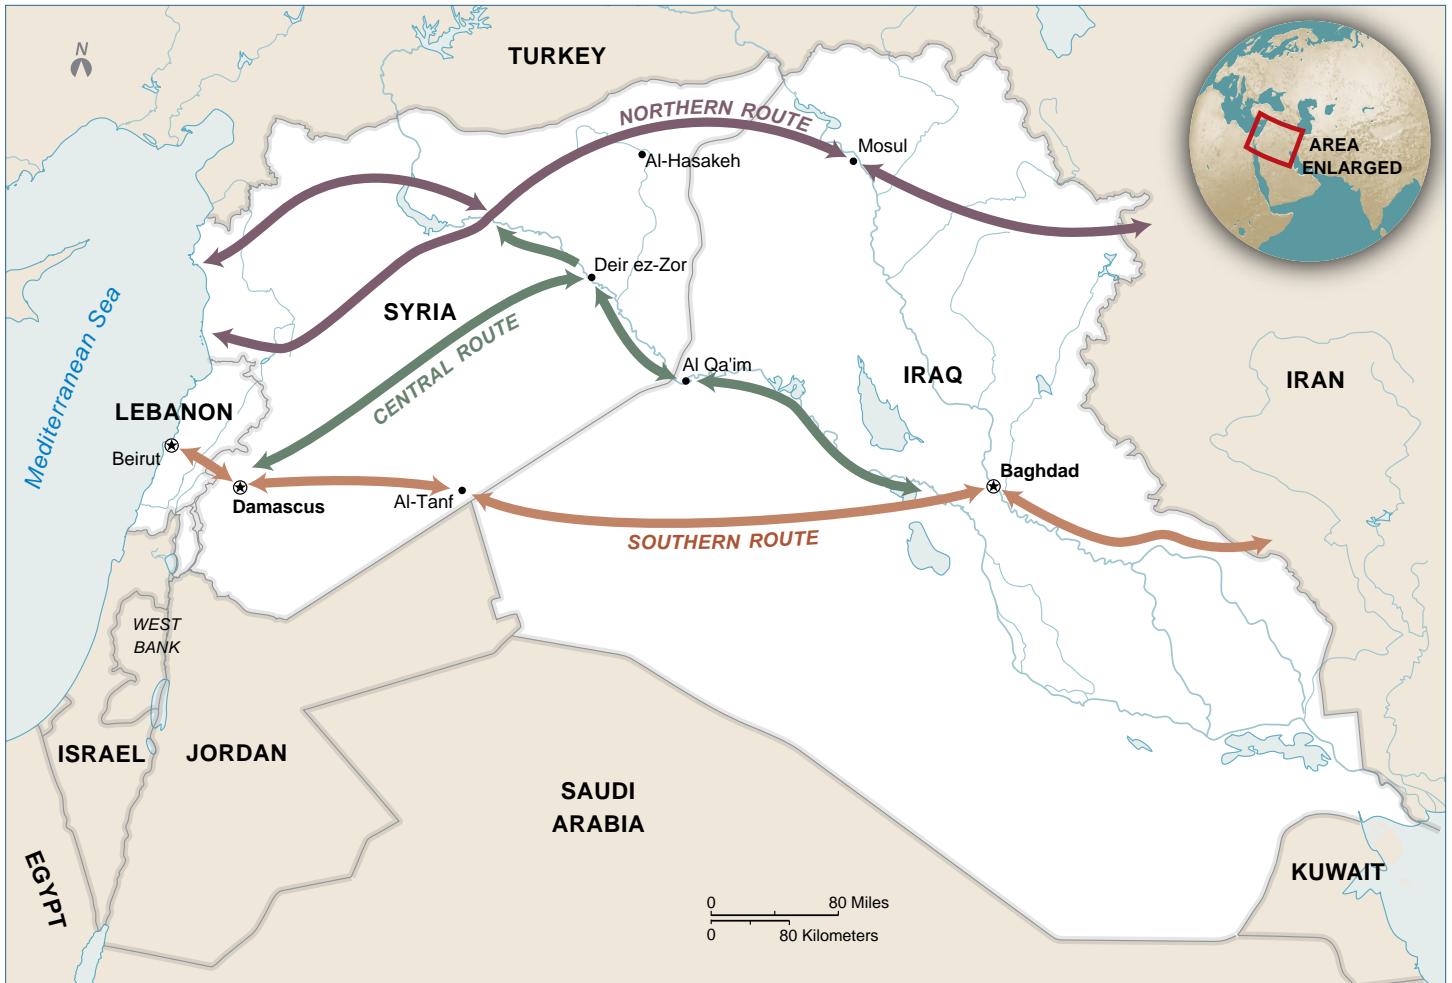 N
TURKEY
NORTHERN ROUTE
Mosul
Al-Hasakeh
AREA
ENLARGED
Deir ez-Zor
SYRIA
CENTRAL ROUTE
Mediterranean Sea
Al Qa'im
IRAQ
IRAN
LEBANON
Beirut
Damascus
Al-Tanf
Baghdad
SOUTHERN ROUTE
WEST
BANK
ISRAEL
JORDAN
SAUDI
ARABIA
EGYPT
KUWAIT
0 80 Miles
0 80 Kilometers